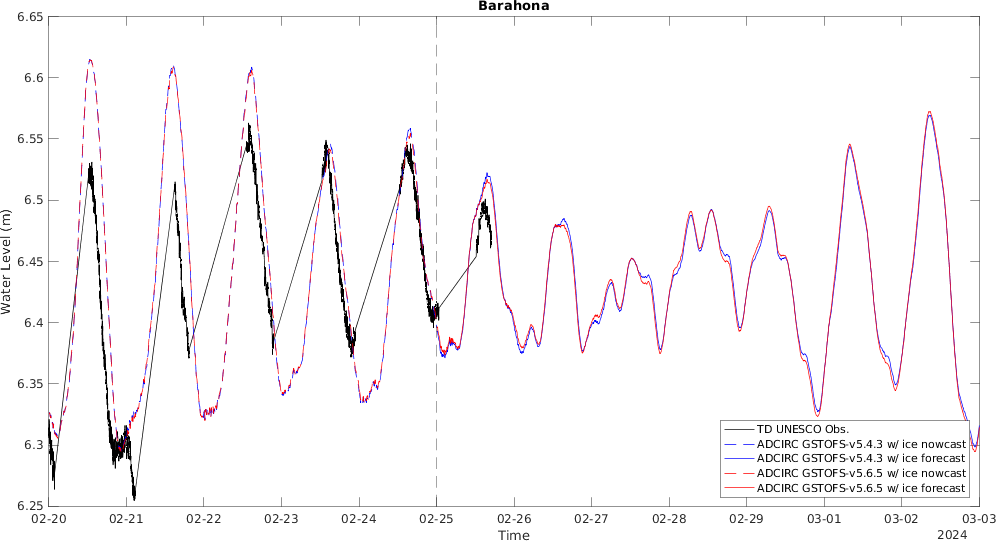 Barahona
6.65
6.6
6.55
6.5
6.45
6.4
6.35
6.3
6.25
Water Level (m)
02-20 02-21 02-22 02-23 02-24 02-25 02-26 02-27 02-28 02-29 03-01 03-02 03-03
Time
2024
TD UNESCO Obs.
ADCIRC GSTOFS-v5.4.3 w/ ice nowcast
ADCIRC GSTOFS-v5.4.3 w/ ice forecast
ADCIRC GSTOFS-v5.6.5 w/ ice nowcast
ADCIRC GSTOFS-v5.6.5 w/ ice forecast